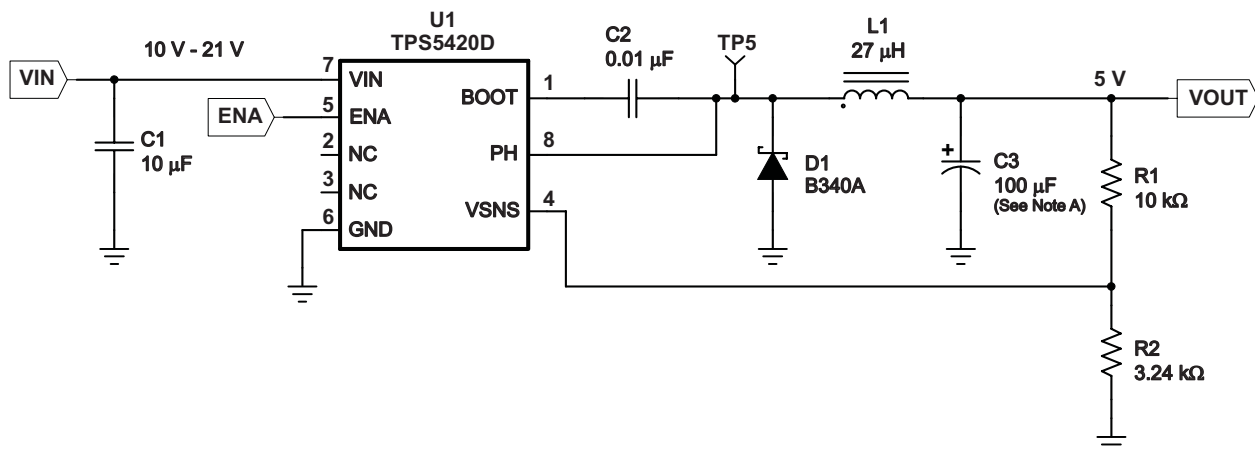 U1
TPS5420D
10 V - 21 V
VIN
C1
10 μF
ENA
7
VIN
5
ENA
2
NC
3
NC
6
GND
BOOT
1
PH
8
VSNS
4
C2
0.01 μF
TP5
L1
27 μH
D1
B340A
5 V
VOUT
+
C3
100 μF
(See Note A)
R1
10 kΩ
R2
3.24 kΩ